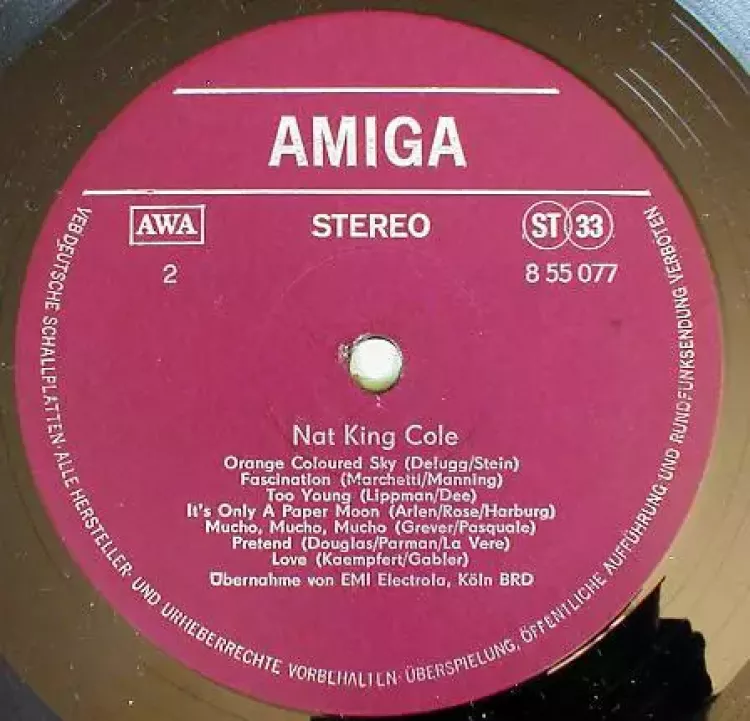 AMIGA
AWA
STEREO
ST 33
2
8 55 077
Nat King Cole
Orange Coloured Sky (Delugg/Stein)
Fascination (Marchetti/Manning)
Too Young (Lippman/Dee)
It's Only A Paper Moon (Arlen/Rose/Harburg)
Mucho, Mucho, Mucho (Grever/Pasquale)
Pretend (Douglas/Parman/La Vere)
Love (Kaempfert/Gabler)
Übernahme von EMI Electrola, Köln BRD
VEB DEUTSCHE SCHALLPLATTEN · ALLE HERSTELLER- UND URHEBERRECHTE VORBEHALTEN · ÜBERSPIELUNG, ÖFFENTLICHE AUFFÜHRUNG UND RUNDFUNKSENDUNG VERBOTEN